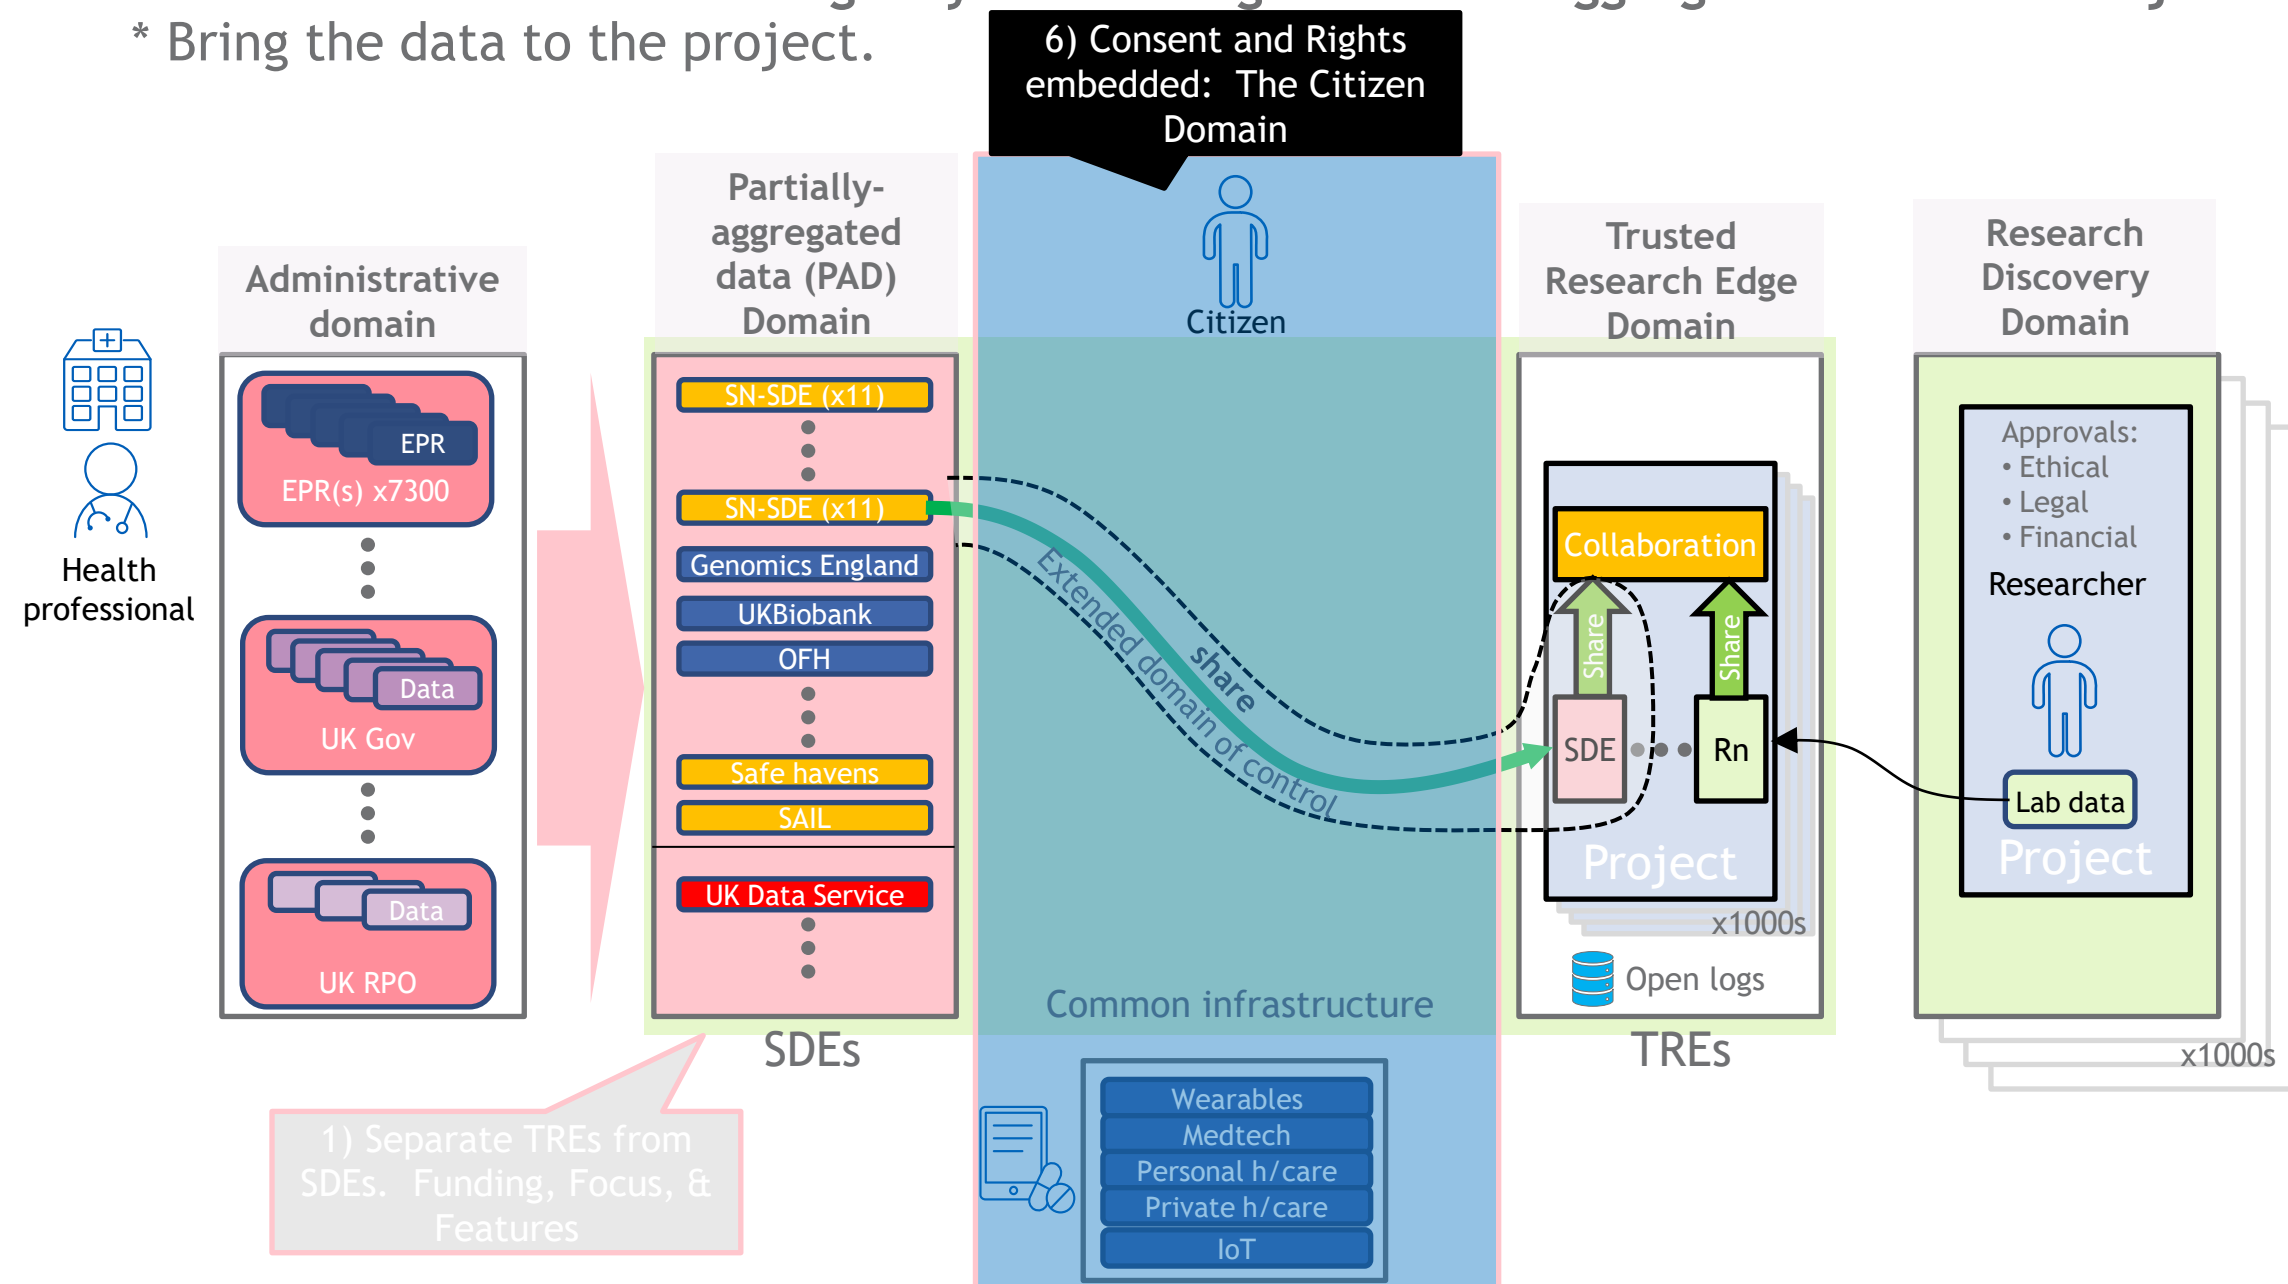 * Bring the data to the project.
6) Consent and Rights
embedded: The Citizen
Domain
Administrative
domain
Partially-
aggregated
data (PAD)
Domain
Citizen
Trusted
Research Edge
Domain
Research
Discovery
Domain
Health
professional
EPR
EPR(s) x7300
Data
UK Gov
Data
UK RPO
SN-SDE (x11)
SN-SDE (x11)
Genomics England
UKBiobank
OFH
Safe havens
SAIL
UK Data Service
SDEs
share
Extended domain of control
Common infrastructure
Wearables
Medtech
Personal h/care
Private h/care
IoT
Collaboration
Share
Share
SDE
Rn
Project
x1000s
Open logs
TREs
Approvals:
• Ethical
• Legal
• Financial
Researcher
Lab data
Project
x1000s
1) Separate TREs from
SDEs. Funding, Focus, &
Features